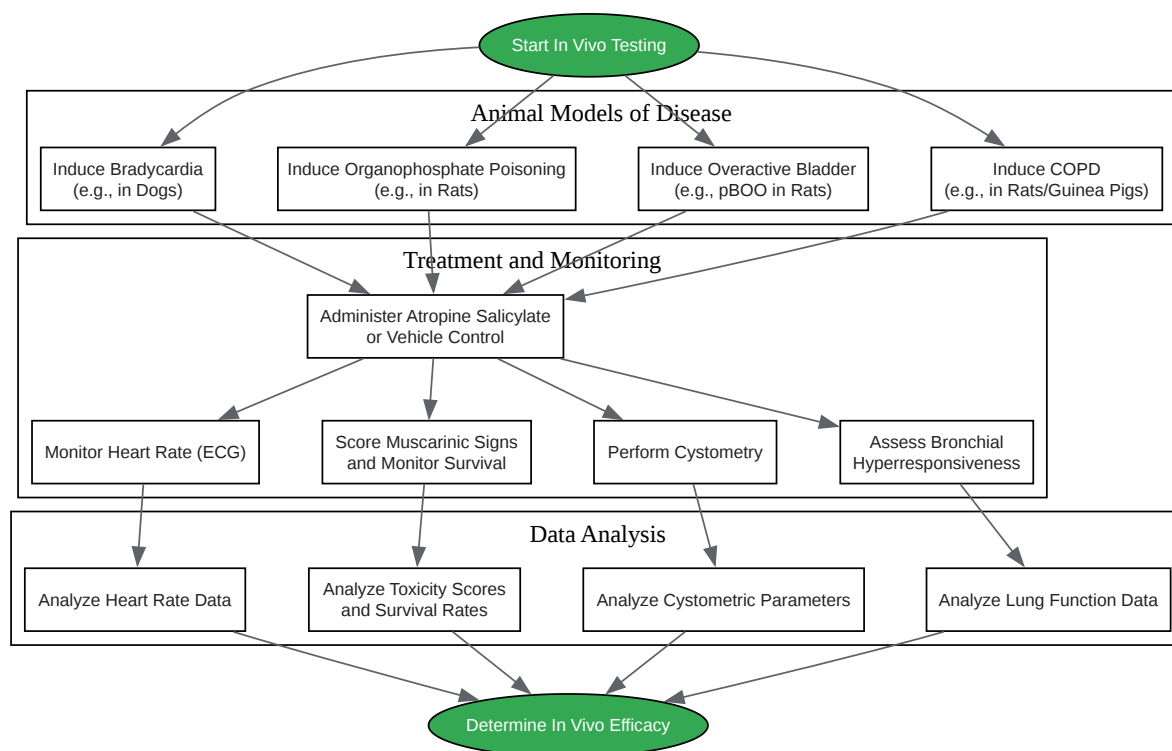 Start In Vivo Testing
Animal Models of Disease
Induce Bradycardia
(e.g., in Dogs)
Induce Organophosphate Poisoning
(e.g., in Rats)
Induce Overactive Bladder
(e.g., pBOO in Rats)
Induce COPD
(e.g., in Rats/Guinea Pigs)
Treatment and Monitoring
Administer Atropine Salicylate
or Vehicle Control
Monitor Heart Rate (ECG)
Score Muscarinic Signs
and Monitor Survival
Perform Cystometry
Assess Bronchial
Hyperresponsiveness
Data Analysis
Analyze Heart Rate Data
Analyze Toxicity Scores
and Survival Rates
Analyze Cystometric Parameters
Analyze Lung Function Data
Determine In Vivo Efficacy